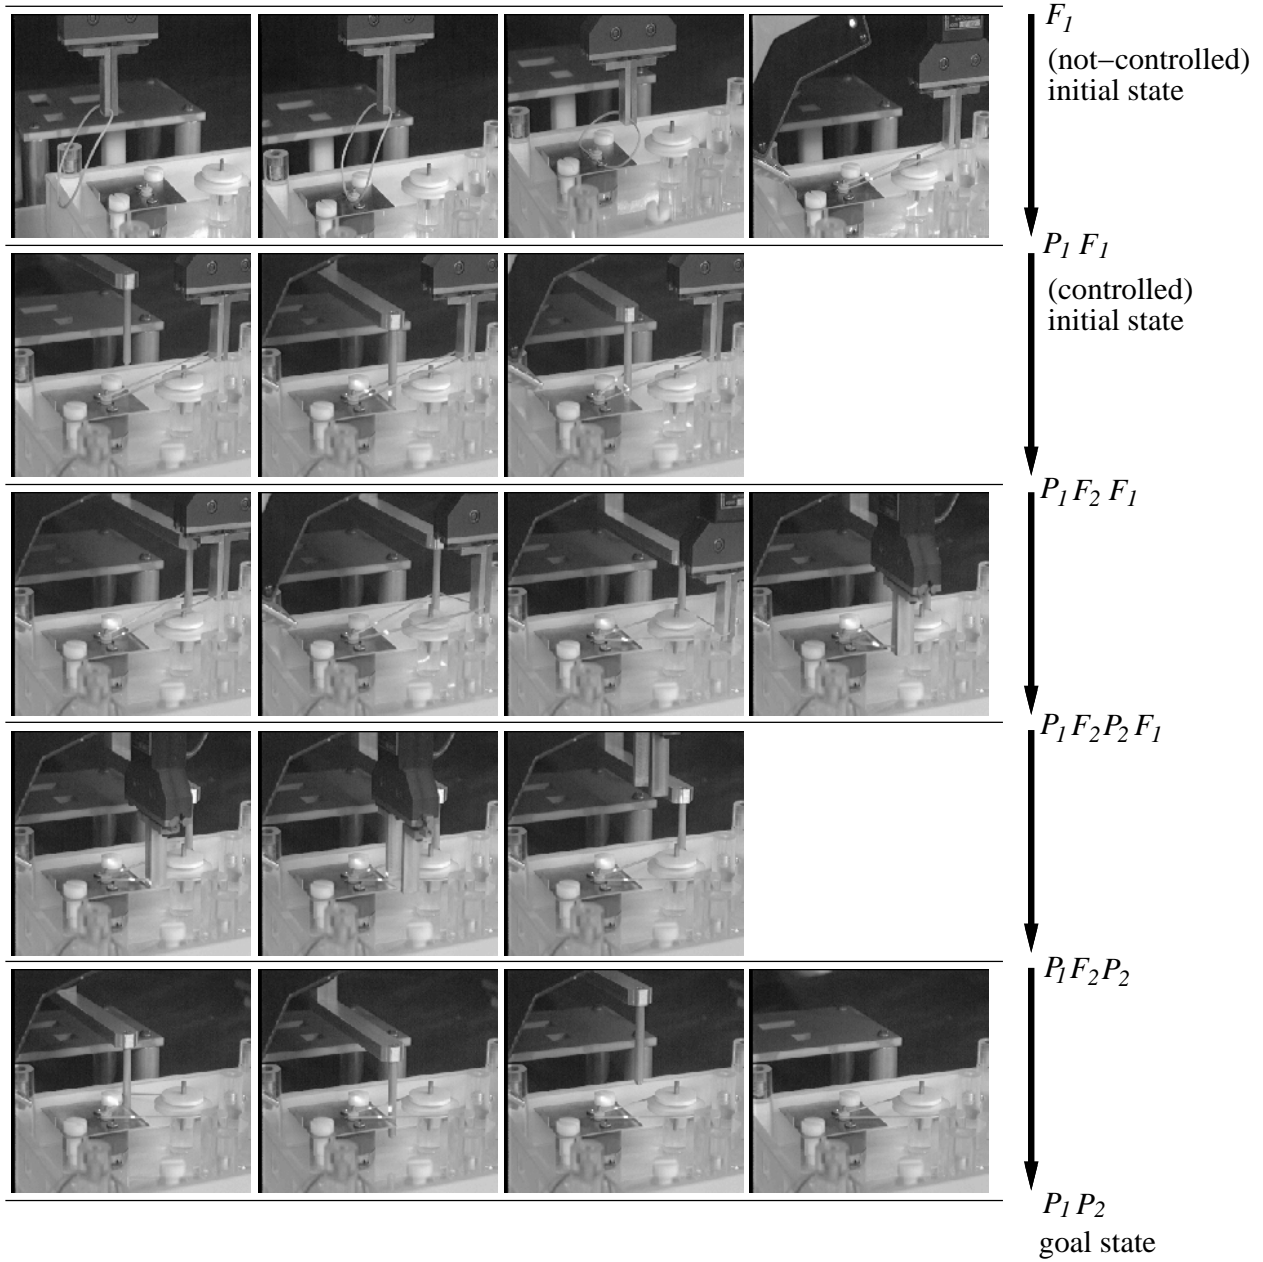 F1
(not–controlled)
initial state
P1 F1
(controlled)
initial state
P1 F2 F1
P1 F2 P2 F1
P1 F2 P2
P1 P2
goal state